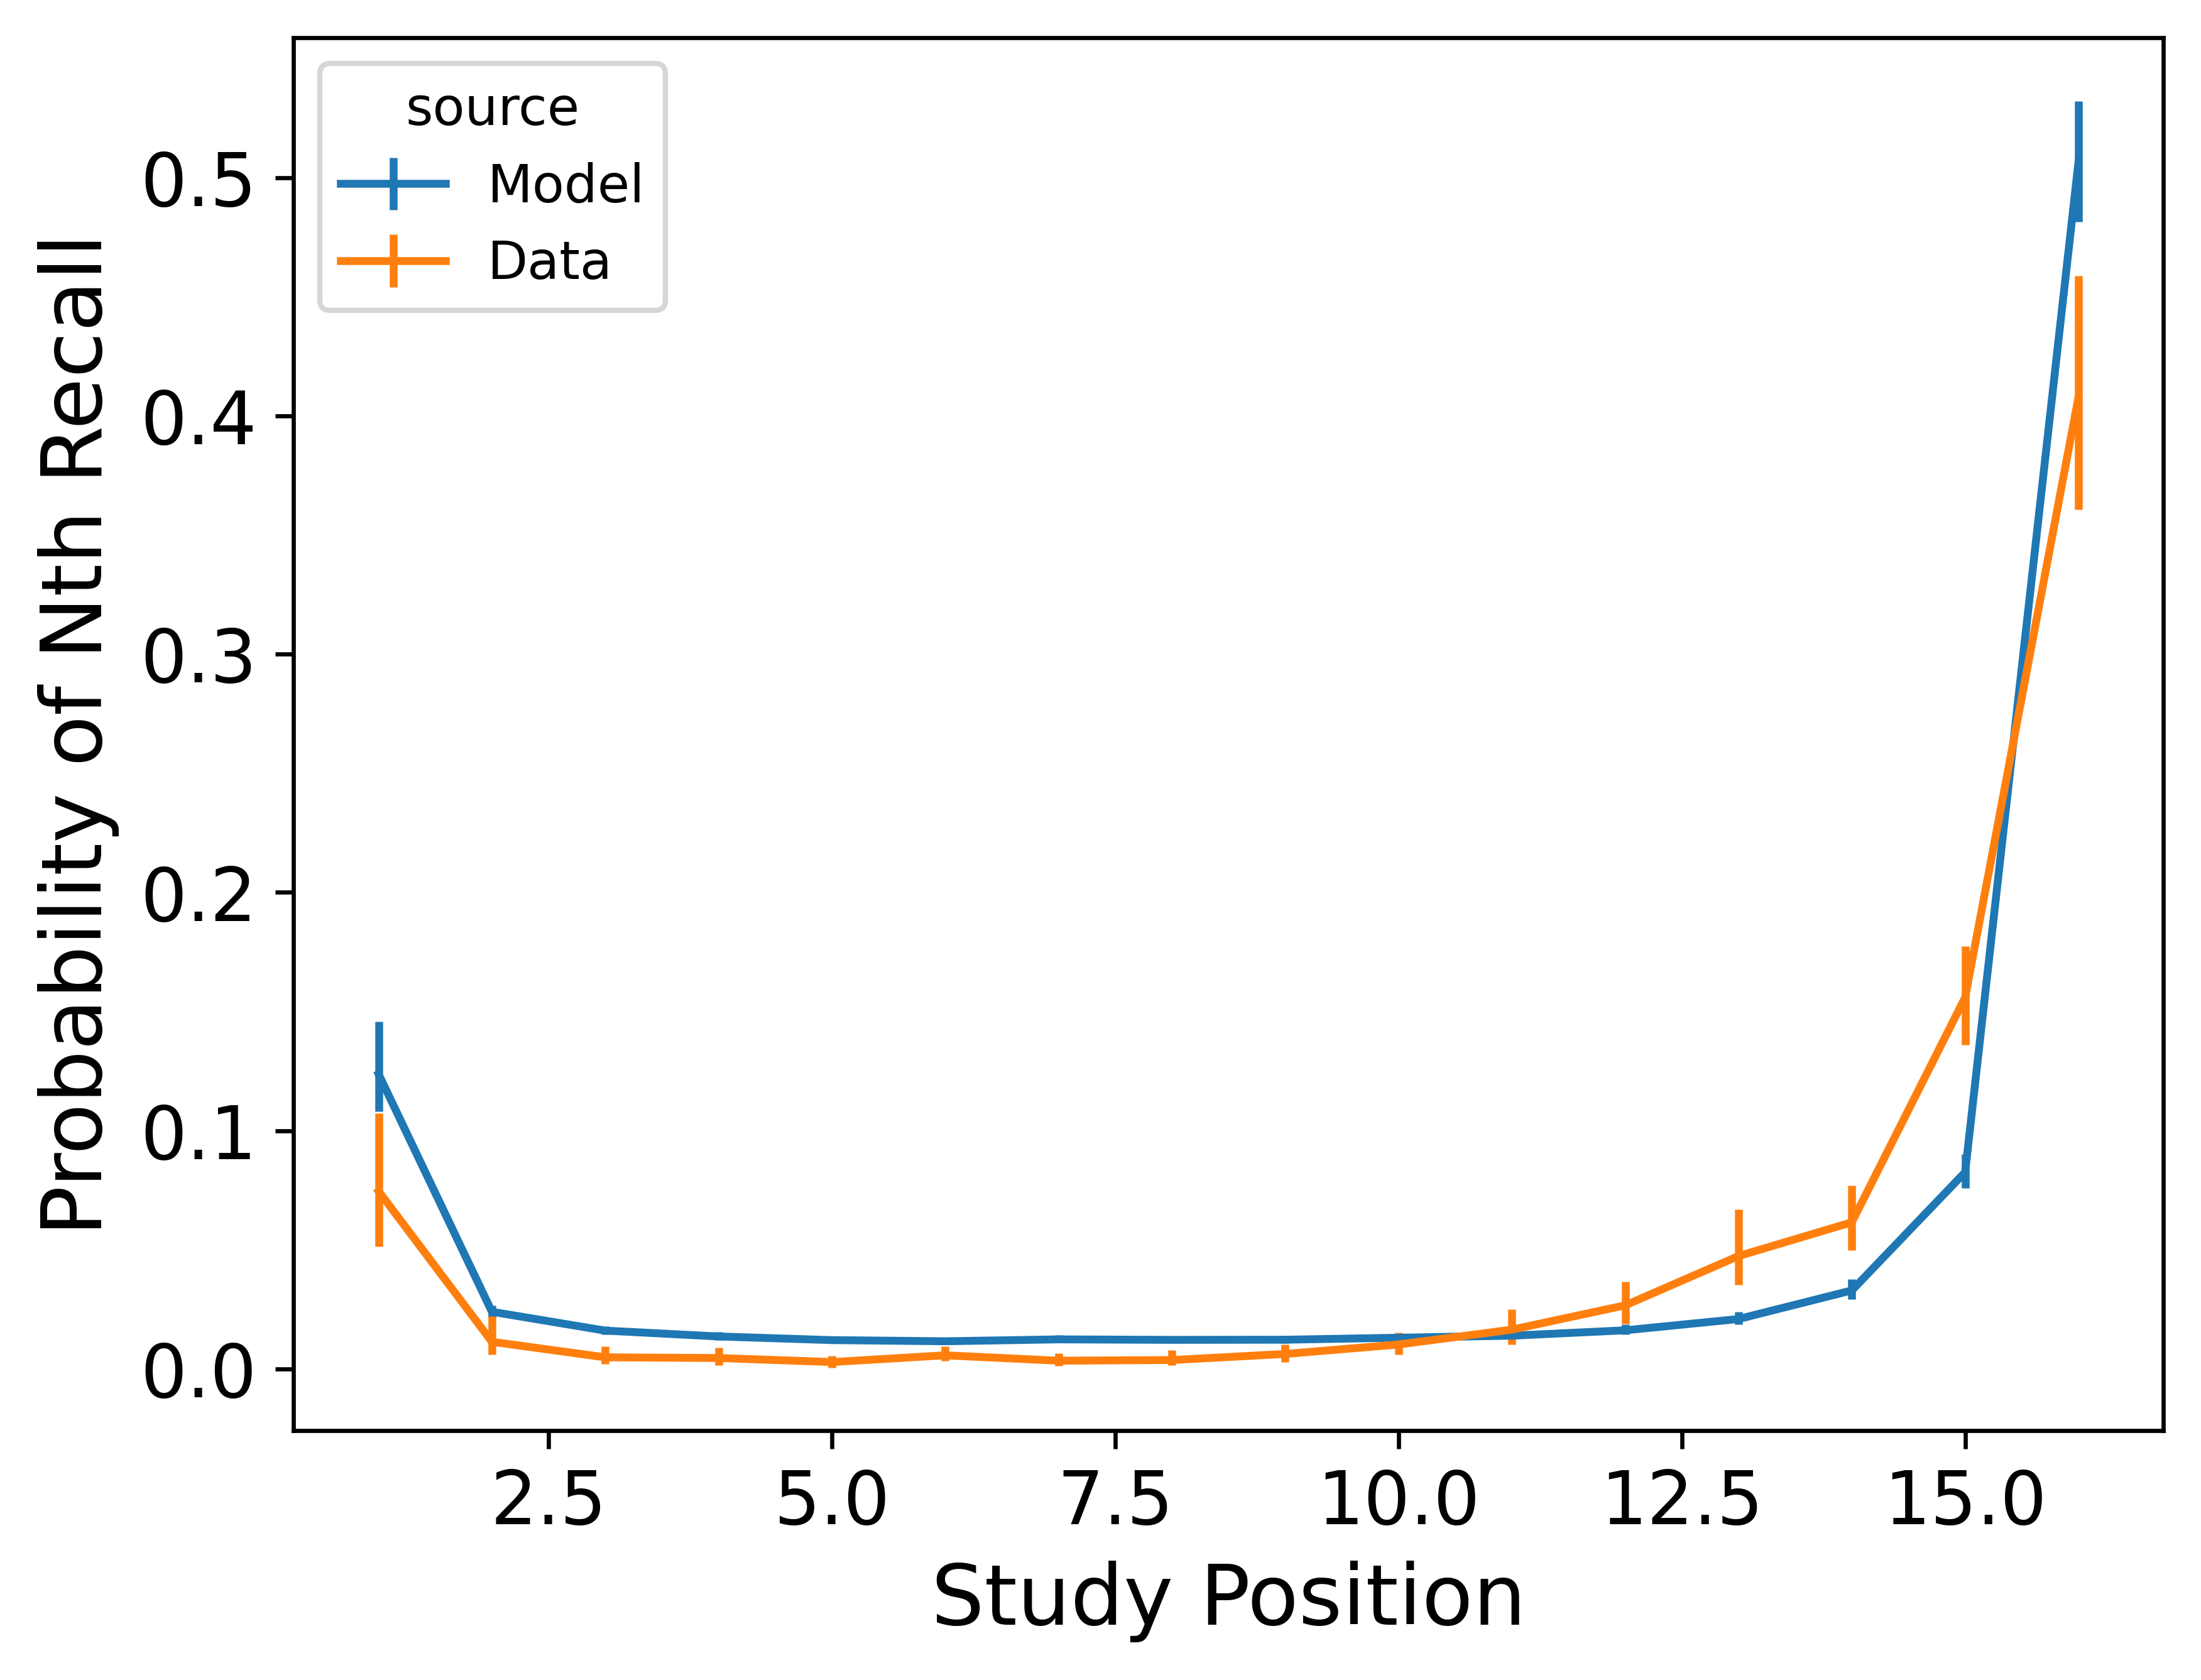 source
Model
Data
Probability of Nth Recall
0.5
0.4
0.3
0.2
0.1
0.0
2.5 5.0 7.5 10.0 12.5 15.0
Study Position